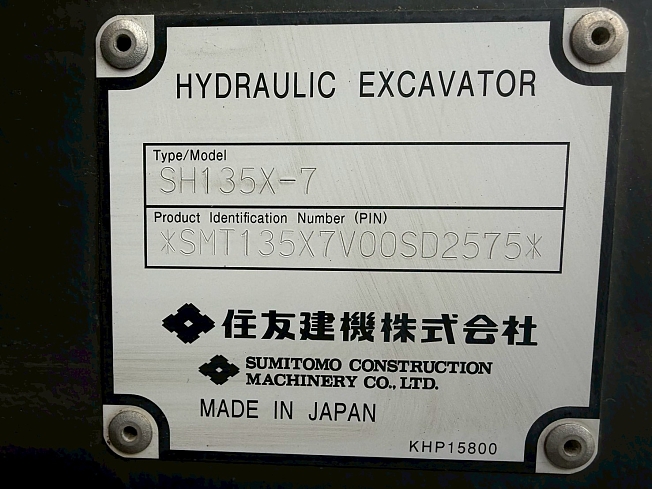 HYDRAULIC EXCAVATOR
Type/Model
SH135X-7
Product Identification Number (PIN)
*SMT135X7V00SD2575*
住友建機株式会社
SUMITOMO CONSTRUCTION
MACHINERY CO., LTD.
MADE IN JAPAN
KHP15800